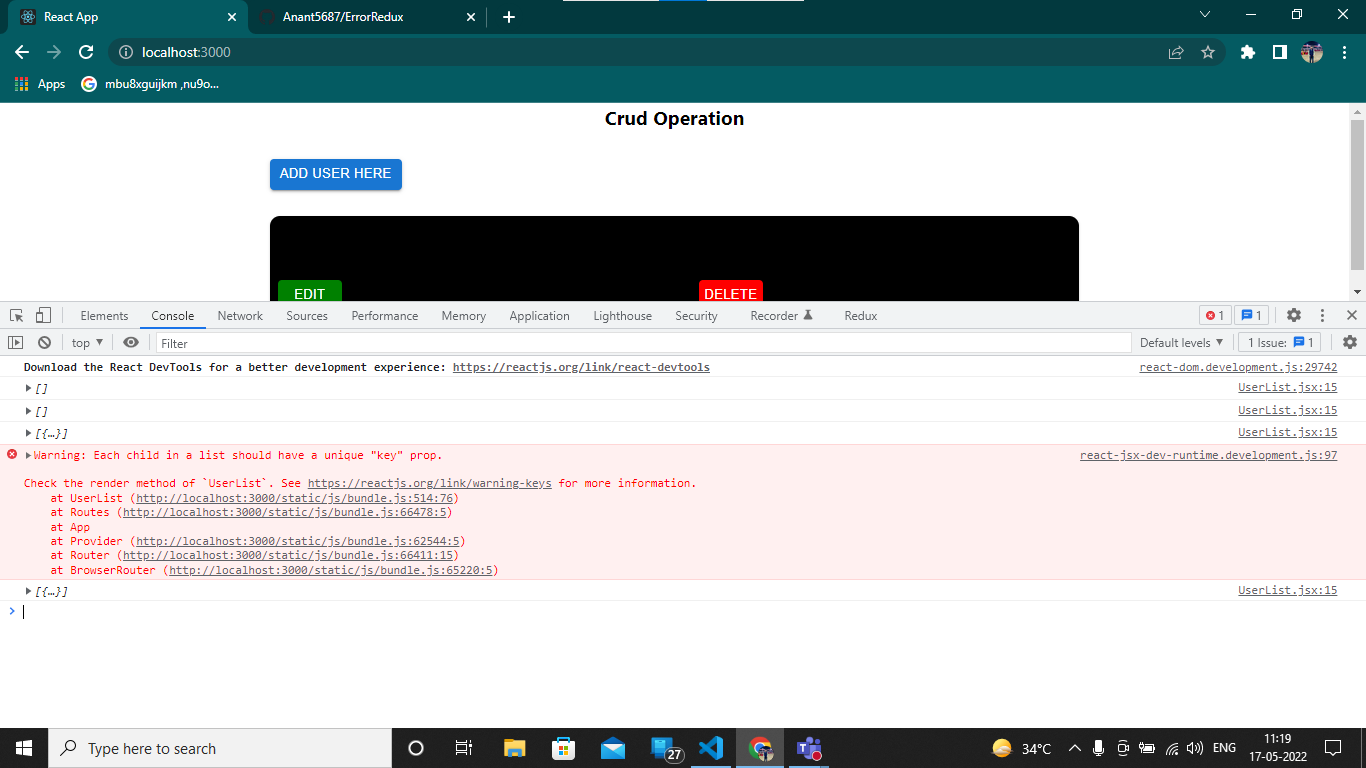 React App
Anant5687/ErrorRedux
localhost:3000
Apps
mbu8xguijkm ,nu9o...
Crud Operation
ADD USER HERE
EDIT
DELETE
Elements Console Network Sources Performance Memory Application Lighthouse Security Recorder Redux 1 1
top Filter Default levels 1 Issue: 1
Download the React DevTools for a better development experience: https://reactjs.org/link/react-devtools react-dom.development.js:29742
[] UserList.jsx:15
[] UserList.jsx:15
[{…}] UserList.jsx:15
Warning: Each child in a list should have a unique "key" prop. react-jsx-dev-runtime.development.js:97
Check the render method of `UserList`. See https://reactjs.org/link/warning-keys for more information.
at UserList (http://localhost:3000/static/js/bundle.js:514:76)
at Routes (http://localhost:3000/static/js/bundle.js:66478:5)
at App
at Provider (http://localhost:3000/static/js/bundle.js:62544:5)
at Router (http://localhost:3000/static/js/bundle.js:66411:15)
at BrowserRouter (http://localhost:3000/static/js/bundle.js:65220:5)
[{…}] UserList.jsx:15
Type here to search
27
34°C
ENG
11:19
17-05-2022